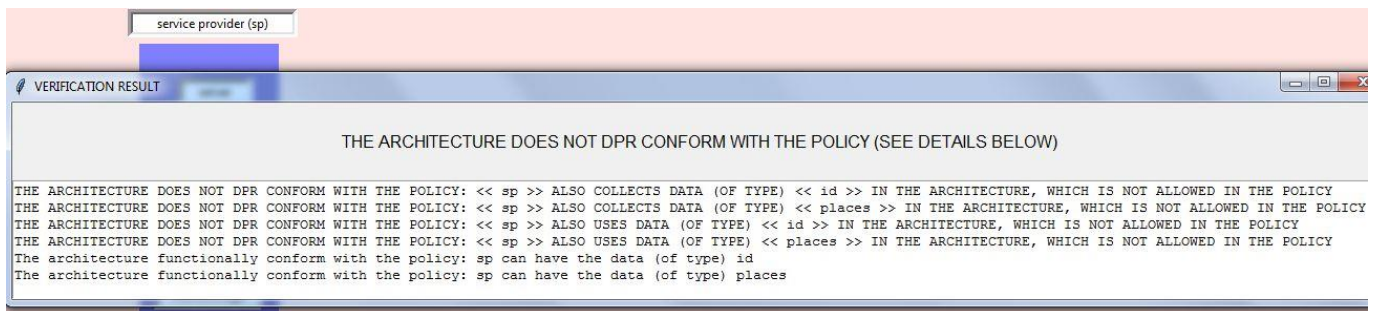 service provider (sp)
VERIFICATION RESULT
THE ARCHITECTURE DOES NOT DPR CONFORM WITH THE POLICY (SEE DETAILS BELOW)
THE ARCHITECTURE DOES NOT DPR CONFORM WITH THE POLICY: << sp >> ALSO COLLECTS DATA (OF TYPE) << id >> IN THE ARCHITECTURE, WHICH IS NOT ALLOWED IN THE POLICY
THE ARCHITECTURE DOES NOT DPR CONFORM WITH THE POLICY: << sp >> ALSO COLLECTS DATA (OF TYPE) << places >> IN THE ARCHITECTURE, WHICH IS NOT ALLOWED IN THE POLICY
THE ARCHITECTURE DOES NOT DPR CONFORM WITH THE POLICY: << sp >> ALSO USES DATA (OF TYPE) << id >> IN THE ARCHITECTURE, WHICH IS NOT ALLOWED IN THE POLICY
THE ARCHITECTURE DOES NOT DPR CONFORM WITH THE POLICY: << sp >> ALSO USES DATA (OF TYPE) << places >> IN THE ARCHITECTURE, WHICH IS NOT ALLOWED IN THE POLICY
The architecture functionally conform with the policy: sp can have the data (of type) id
The architecture functionally conform with the policy: sp can have the data (of type) places